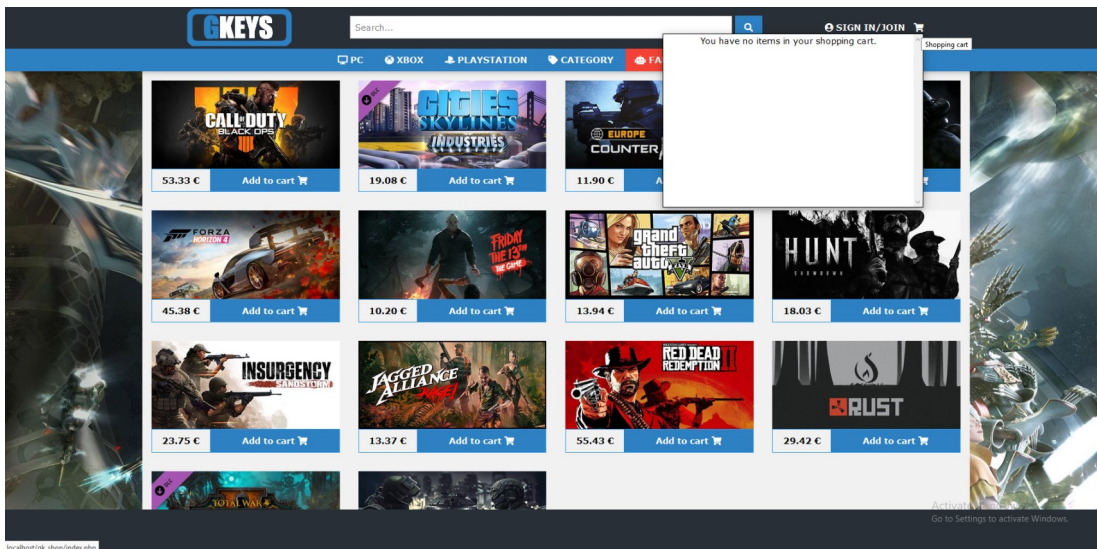 GKEYS
Search...
SIGN IN/JOIN
Shopping cart
You have no items in your shopping cart.
PC XBOX PLAYSTATION CATEGORY FA
CALL OF DUTY
BLACK OPS
IIII
DLC
CITIES
SKYLINES
INDUSTRIES
EUROPE
COUNTER
53.33 € Add to cart
19.08 € Add to cart
11.90 € A
FORZA
HORIZON 4
FRIDAY
THE 13TH
THE GAME
grand
theft
auto
V
HUNT
SHOWDOWN
45.38 € Add to cart
10.20 € Add to cart
13.94 € Add to cart
18.03 € Add to cart
INSURGENCY
SANDSTORM
JAGGED
ALLIANCE
RAGE!
RED DEAD
REDEMPTION II
RUST
23.75 € Add to cart
13.37 € Add to cart
55.43 € Add to cart
29.42 € Add to cart
DLC
TOTAL WAR
Go to Settings to activate Windows.
localhost/gk_shop/index.php